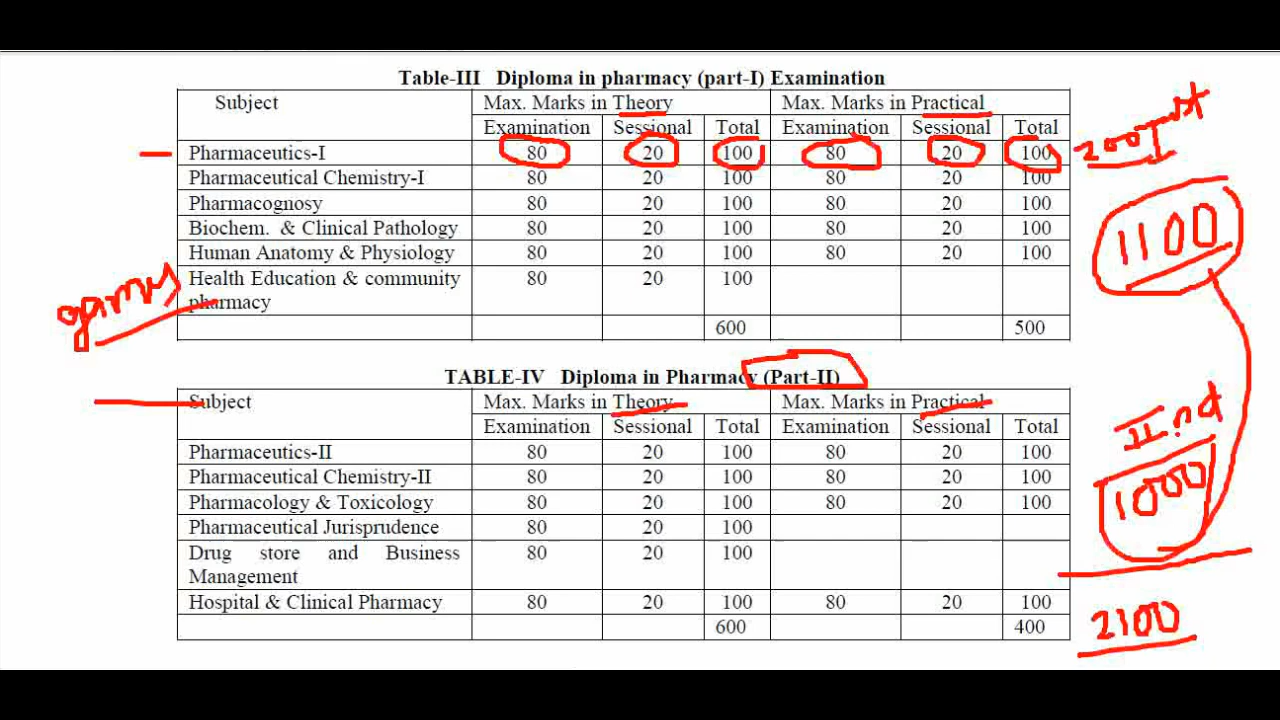 Table-III Diploma in pharmacy (part-I) Examination
Subject Max. Marks in Theory Max. Marks in Practical
Examination Sessional Total Examination Sessional Total
Pharmaceutics-I 80 20 100 80 20 100 200 Ist
Pharmaceutical Chemistry-I 80 20 100 80 20 100
Pharmacognosy 80 20 100 80 20 100
Biochem. & Clinical Pathology 80 20 100 80 20 100
Human Anatomy & Physiology 80 20 100 80 20 100
1100
Health Education & community 80 20 100
pharmacy
600 500
TABLE-IV Diploma in Pharmacy (Part-II)
Subject Max. Marks in Theory Max. Marks in Practical
Examination Sessional Total Examination Sessional Total
IInd
Pharmaceutics-II 80 20 100 80 20 100
Pharmaceutical Chemistry-II 80 20 100 80 20 100
Pharmacology & Toxicology 80 20 100 80 20 100
1000
Pharmaceutical Jurisprudence 80 20 100
Drug store and Business 80 20 100
Management
Hospital & Clinical Pharmacy 80 20 100 80 20 100
600 400
2100